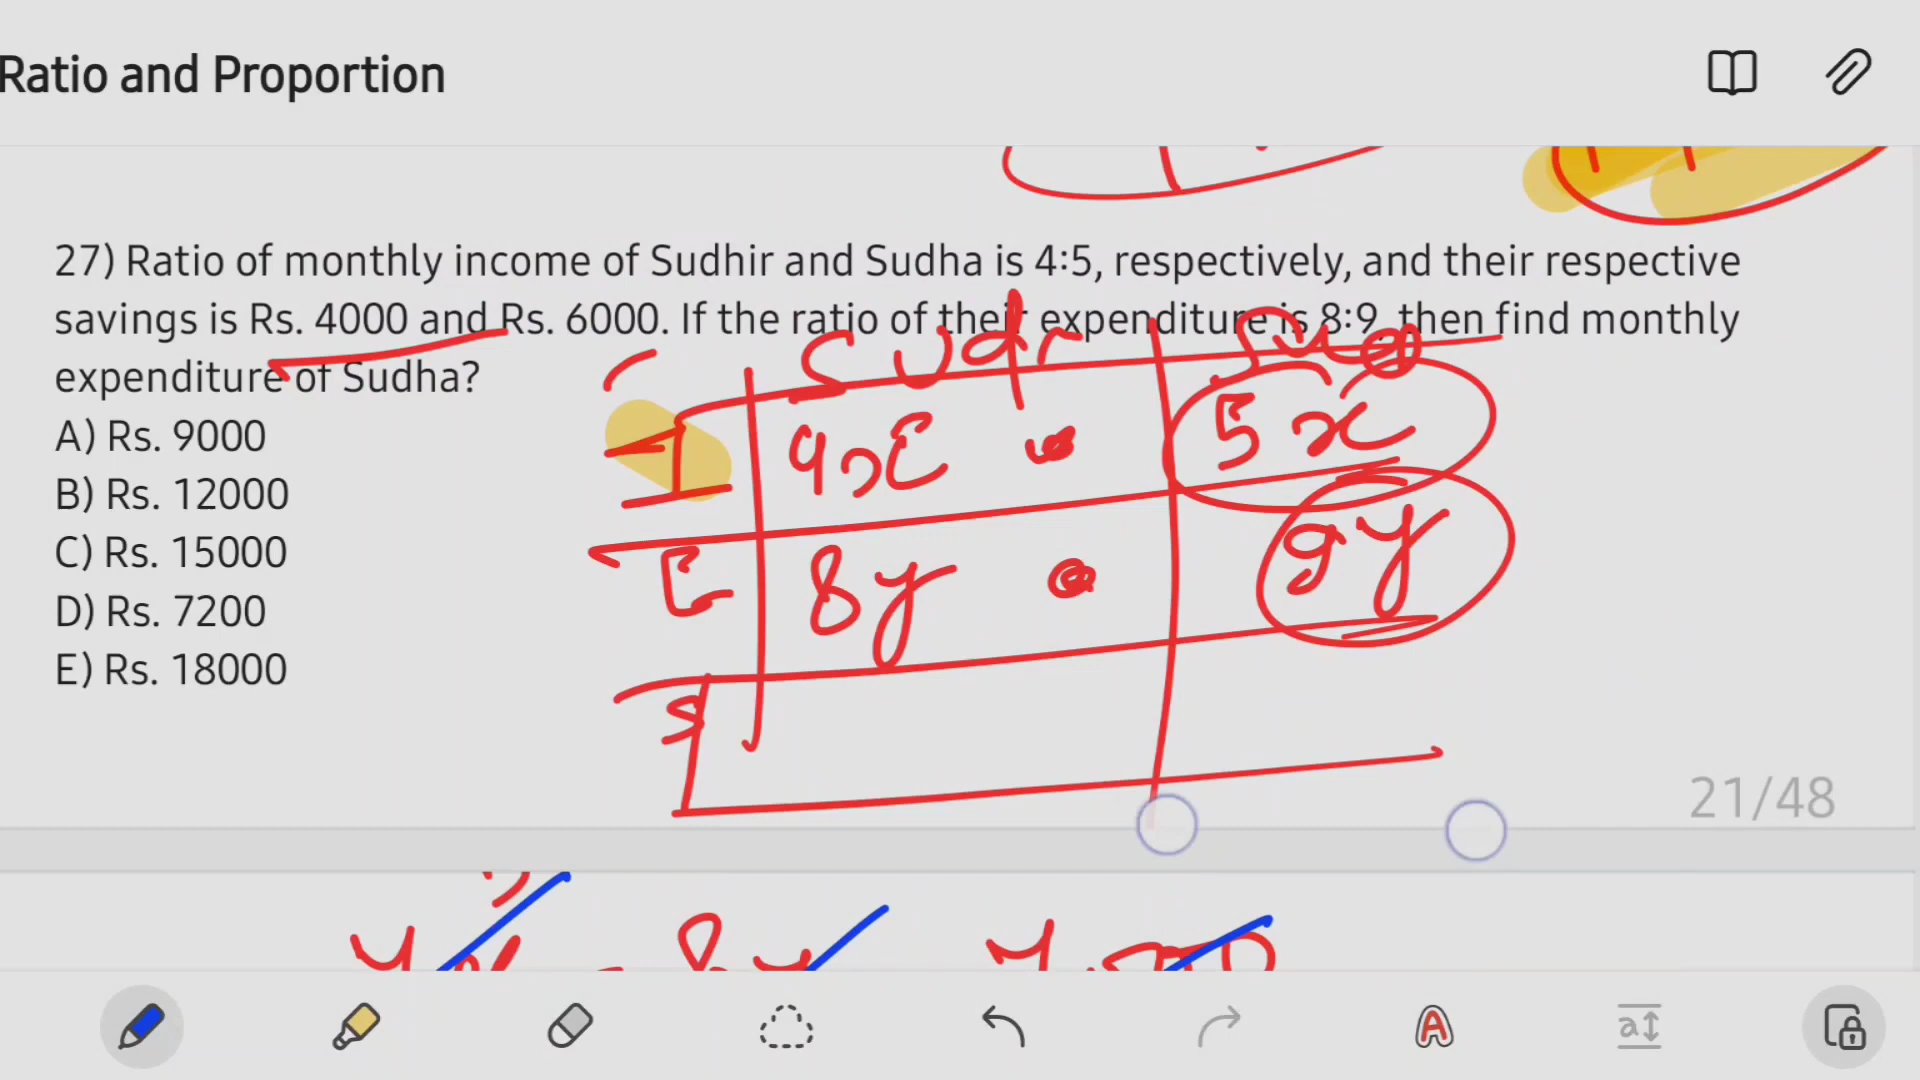 Ratio and Proportion
27) Ratio of monthly income of Sudhir and Sudha is 4:5, respectively, and their respective
savings is Rs. 4000 and Rs. 6000. If the ratio of their expenditure is 8:9, then find monthly
expenditure of Sudha?
A) Rs. 9000
B) Rs. 12000
C) Rs. 15000
D) Rs. 7200
E) Rs. 18000
Sudr
I 4x 5x
E 8y 9y
S
21/48
A
a